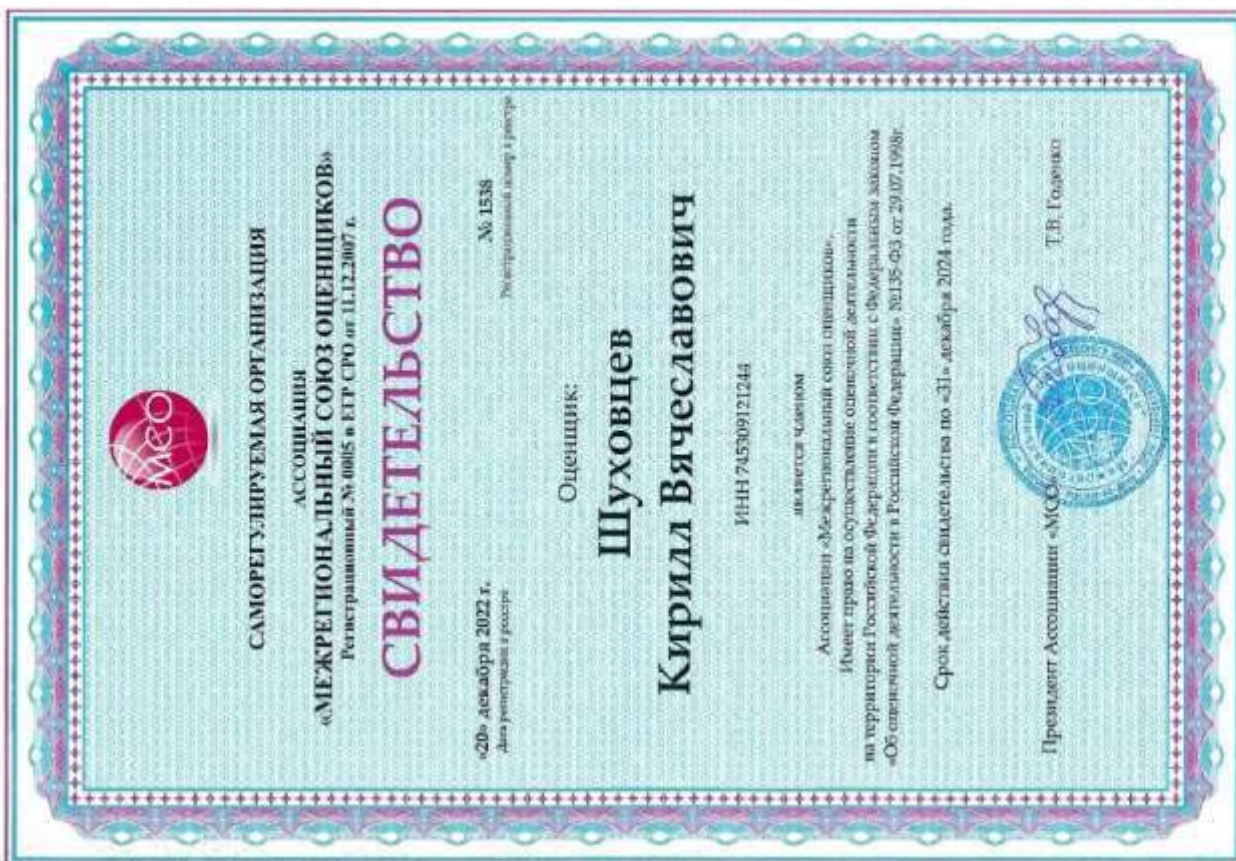 МСО
САМОРЕГУЛИРУЕМАЯ ОРГАНИЗАЦИЯ
АССОЦИАЦИЯ
«МЕЖРЕГИОНАЛЬНЫЙ СОЮЗ ОЦЕНЩИКОВ»
Регистрационный № 0005 в ЕГР СРО от 11.12.2007 г.
СВИДЕТЕЛЬСТВО
«20» декабря 2022 г. № 1538
Дата регистрации в реестре Регистрационный номер в реестре
Оценщик:
Шуховцев
Кирилл Вячеславович
ИНН 745309121244
является членом
Ассоциации «Межрегиональный союз оценщиков».
Имеет право на осуществление оценочной деятельности
на территории Российской Федерации в соответствии с Федеральным законом
«Об оценочной деятельности в Российской Федерации» №135-ФЗ от 29.07.1998г.
Срок действия свидетельства по «31» декабря 2024 года.
Президент Ассоциации «МСО» Т.В. Годенко